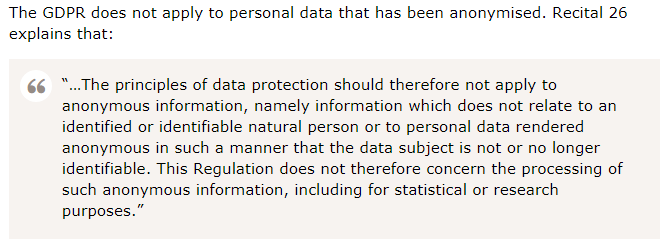 The GDPR does not apply to personal data that has been anonymised. Recital 26
explains that:
“…The principles of data protection should therefore not apply to
anonymous information, namely information which does not relate to an
identified or identifiable natural person or to personal data rendered
anonymous in such a manner that the data subject is not or no longer
identifiable. This Regulation does not therefore concern the processing of
such anonymous information, including for statistical or research
purposes.”